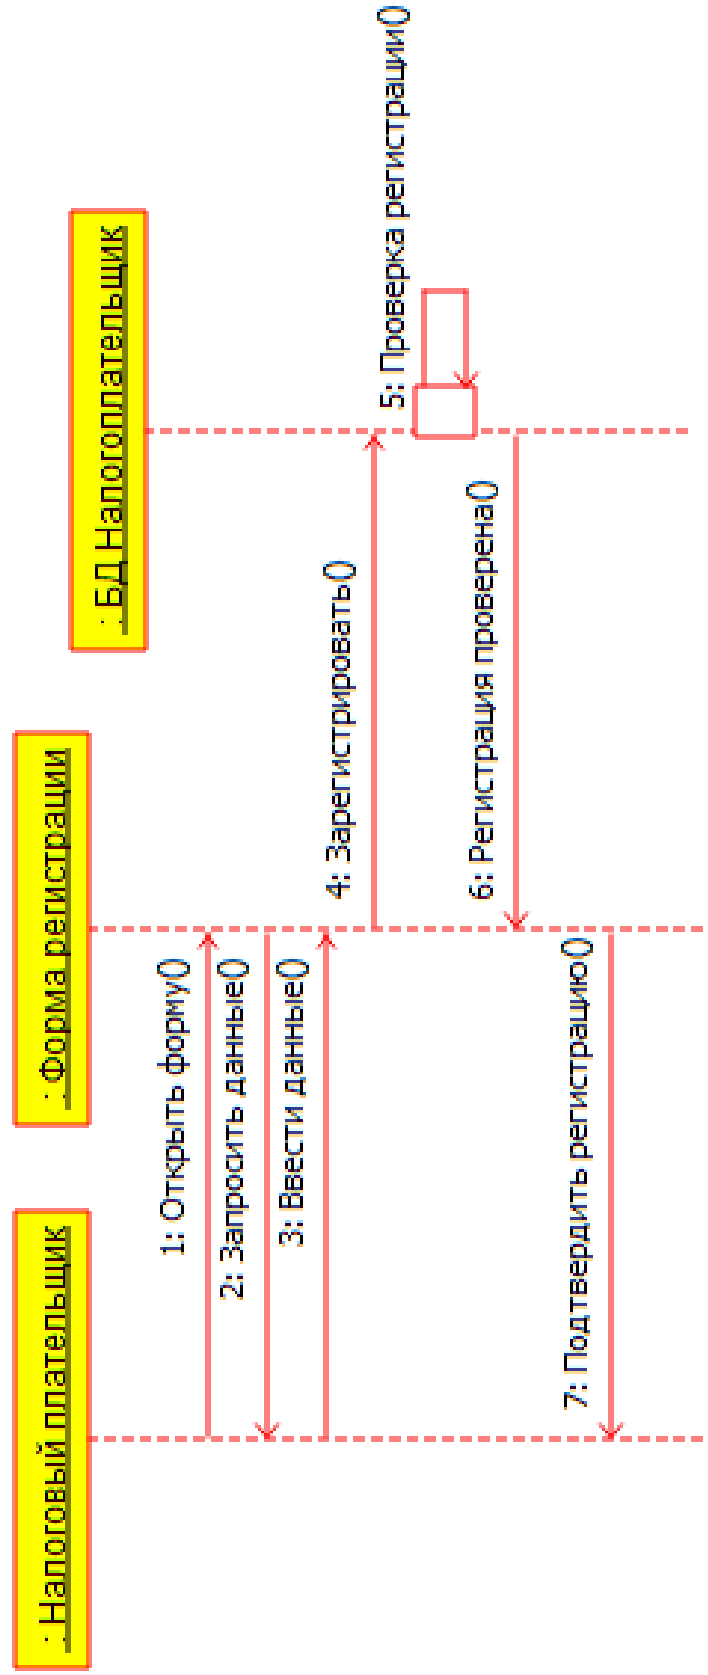 : Налоговый плательщик
: Форма регистрации
: БД Налогоплательщик
1: Открыть форму()
2: Запросить данные()
3: Ввести данные()
4: Зарегистрировать()
5: Проверка регистрации()
6: Регистрация проверена()
7: Подтвердить регистрацию()